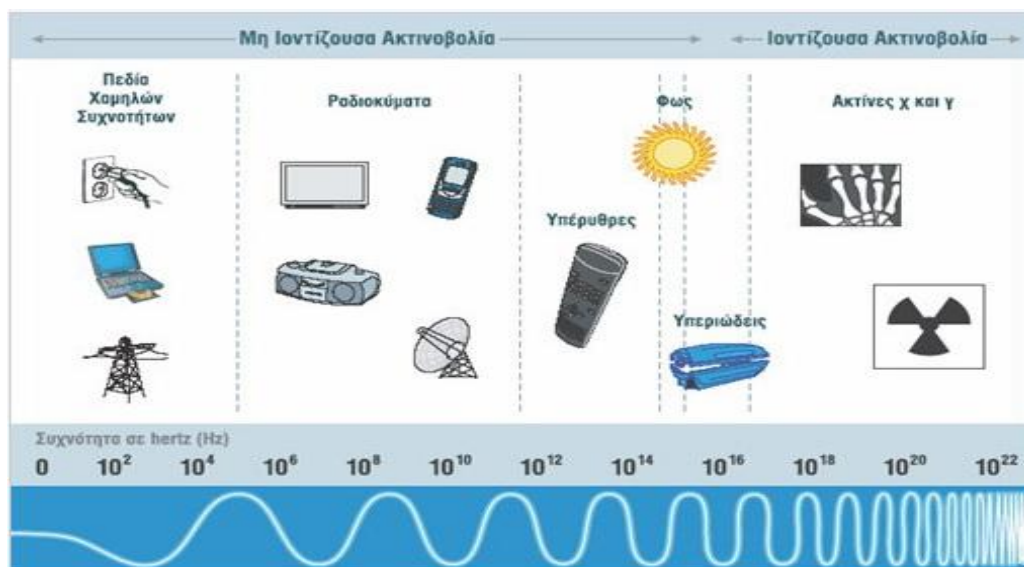 Μη Ιοντίζουσα Ακτινοβολία
Ιοντίζουσα Ακτινοβολία
Πεδία
Χαμηλών
Συχνοτήτων
Ραδιοκύματα
Υπέρυθρες
Φως
Υπεριώδεις
Ακτίνες χ και γ
Συχνότητα σε hertz (Hz)
0 10² 10⁴ 10⁶ 10⁸ 10¹⁰ 10¹² 10¹⁴ 10¹⁶ 10¹⁸ 10²⁰ 10²²